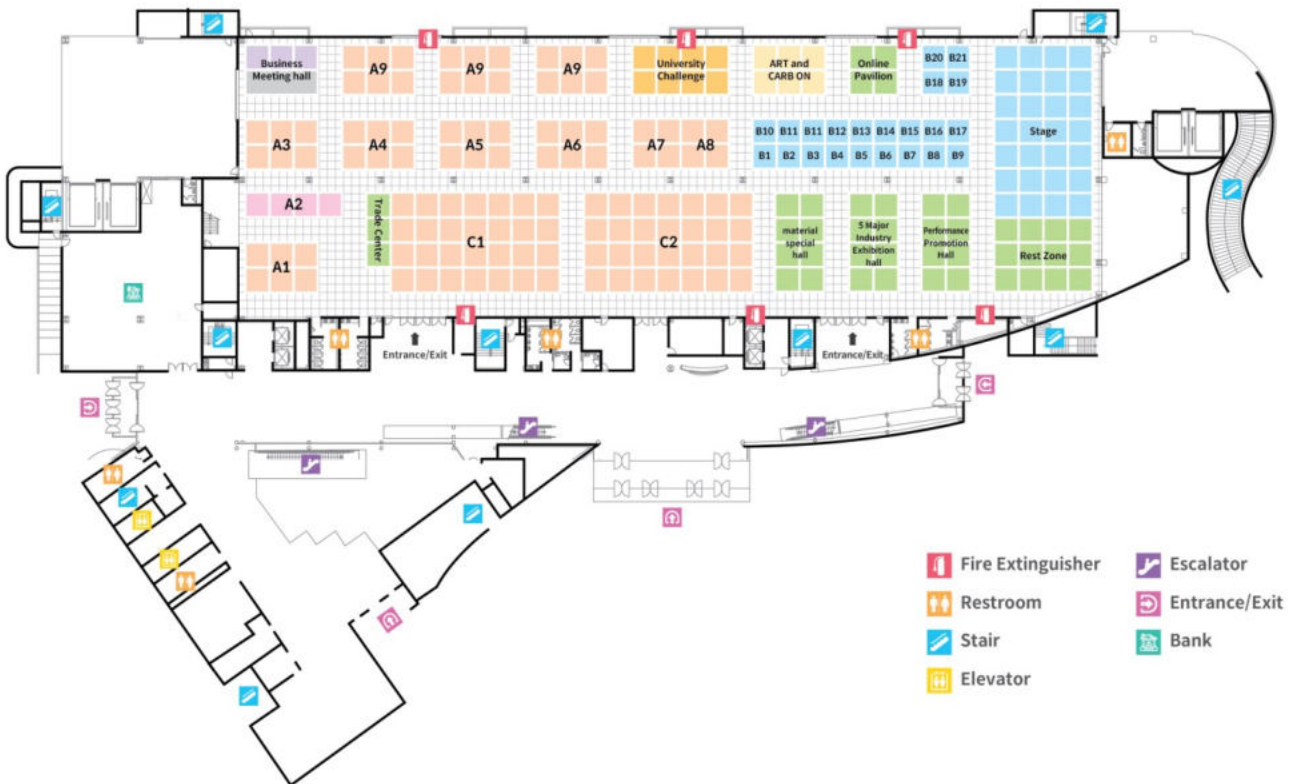 Business
Meeting hall
A9
A9
A9
University
Challenge
ART and
CARB ON
Online
Pavilion
B20 B21
B18 B19
A3
A4
A5
A6
A7
A8
B10 B11 B11 B12 B13 B14 B15 B16 B17
B1 B2 B3 B4 B5 B6 B7 B8 B9
Stage
A2
Trade Center
C1
C2
material
special
hall
5 Major
Industry
Exhibition
hall
Performance
Promotion
Hall
Rest Zone
A1
Entrance/Exit
Entrance/Exit
Fire Extinguisher
Restroom
Stair
Elevator
Escalator
Entrance/Exit
Bank